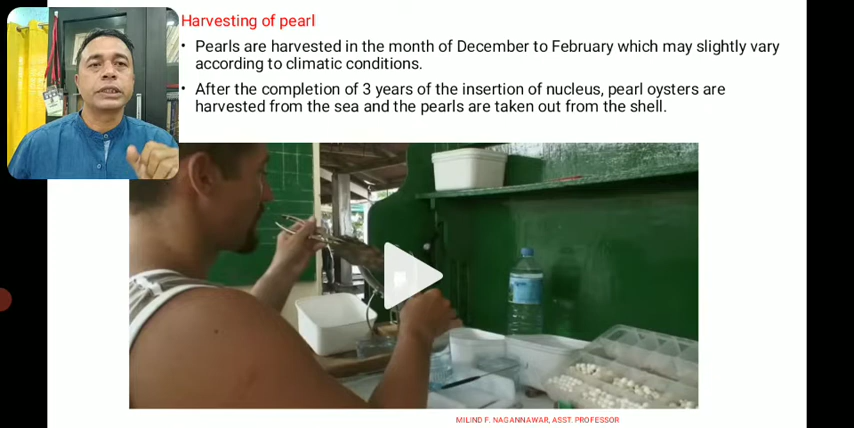 Harvesting of pearl
• Pearls are harvested in the month of December to February which may slightly vary
according to climatic conditions.
• After the completion of 3 years of the insertion of nucleus, pearl oysters are
harvested from the sea and the pearls are taken out from the shell.
MILIND F. NAGANNAWAR, ASST. PROFESSOR